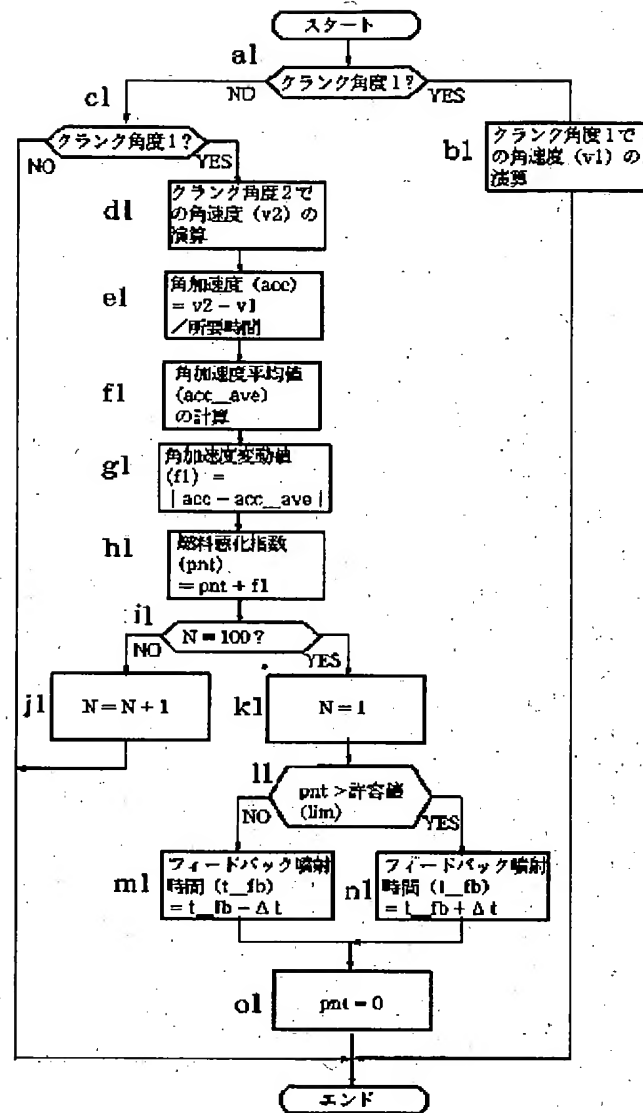 スタート
a1
クランク角度1?
NO
YES
c1
クランク角度1?
NO
YES
b1
クランク角度1で
の角速度(v1)の
演算
d1
クランク角度2で
の角速度(v2)の
演算
e1
角加速度(acc)
=v2-v1
/所要時間
f1
角加速度平均値
(acc_ave)
の計算
g1
角加速度変動値
(f1)=
|acc-acc_ave|
h1
燃料悪化指数
(pnt)
=pnt+f1
i1
N=100?
NO
YES
j1
N=N+1
k1
N=1
l1
pnt>許容値
(lim)
NO
YES
m1
フィードバック噴射
時間(t_fb)
=t_fb-Δt
n1
フィードバック噴射
時間(t_fb)
=t_fb+Δt
o1
pnt=0
エンド